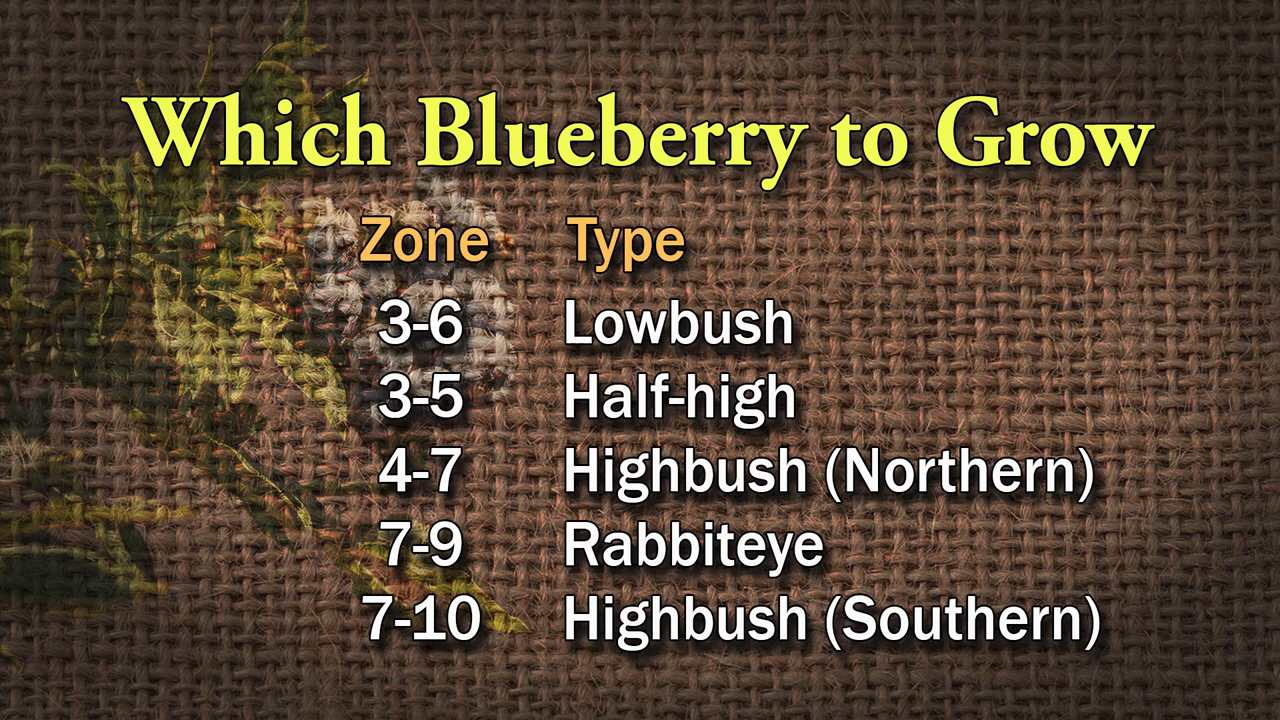 Which Blueberry to Grow
Zone Type
3-6 Lowbush
3-5 Half-high
4-7 Highbush (Northern)
7-9 Rabbiteye
7-10 Highbush (Southern)